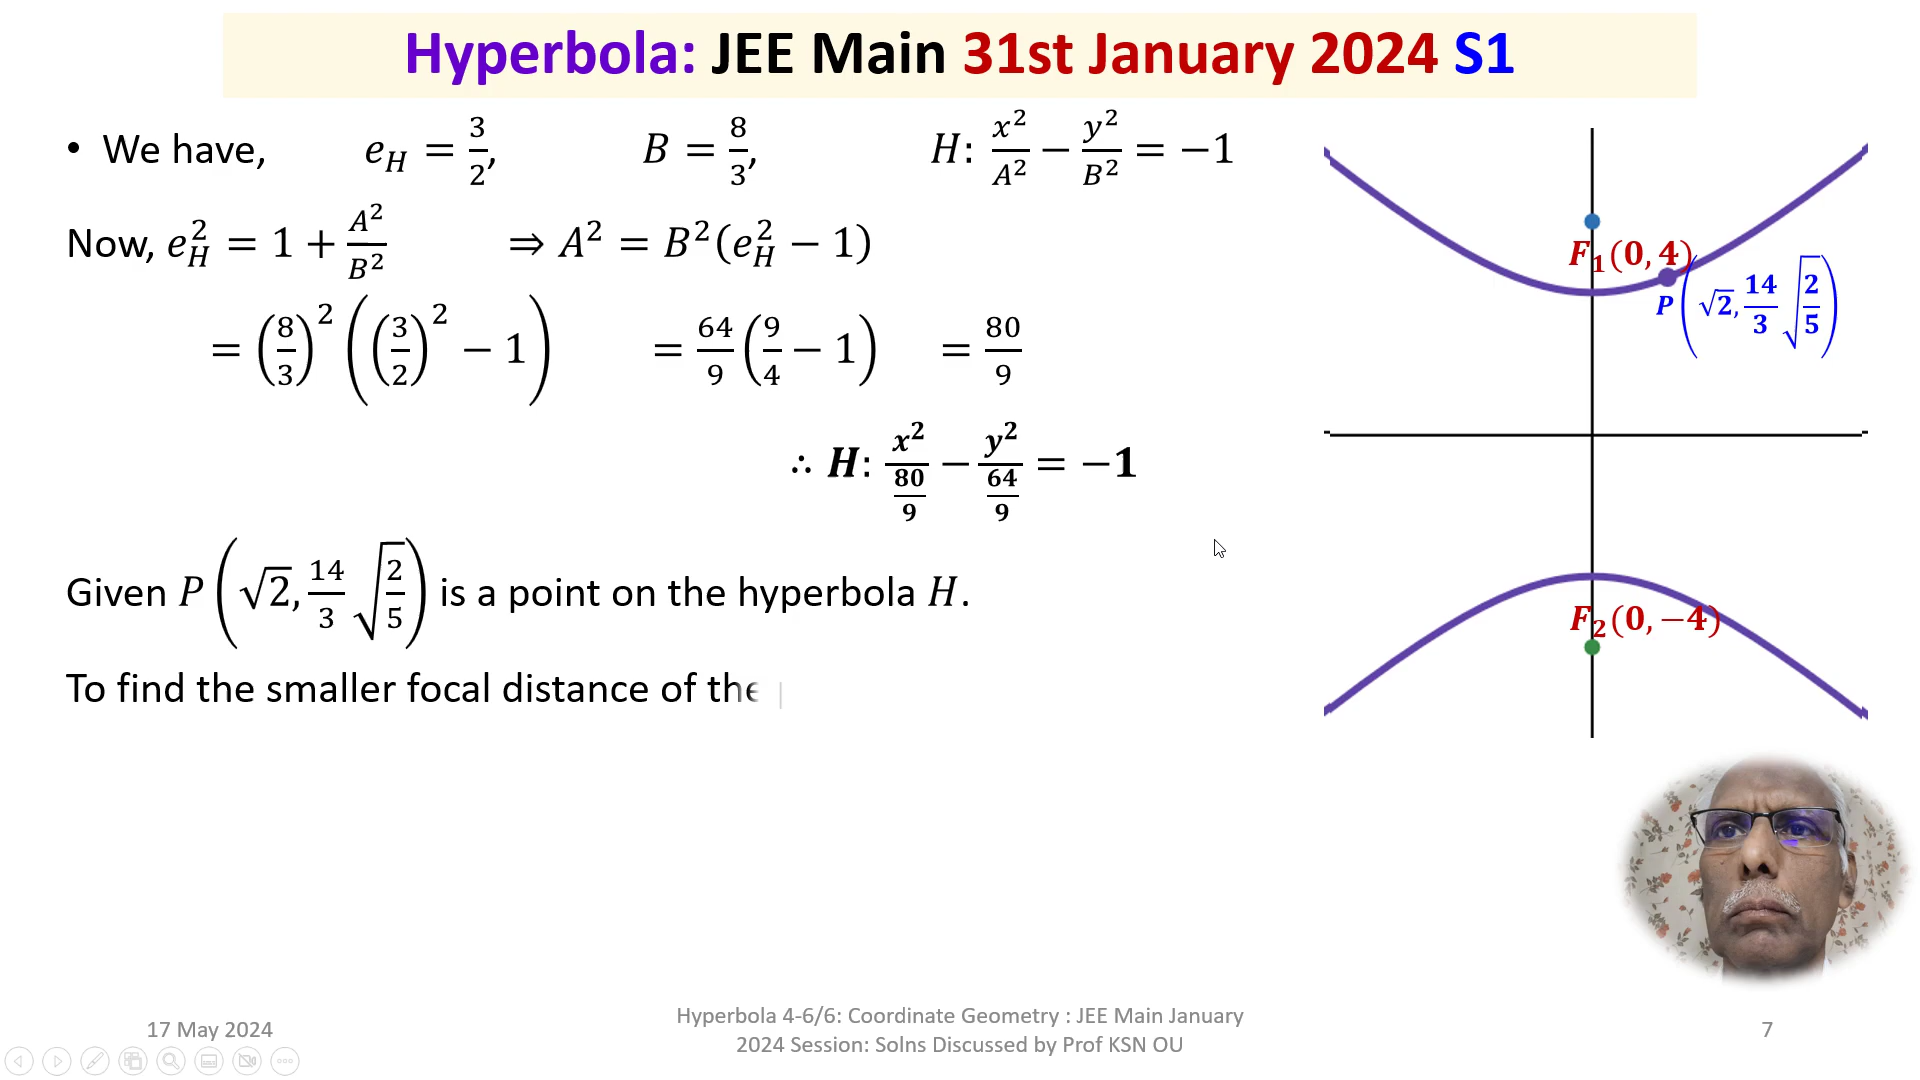 Hyperbola: JEE Main 31st January 2024 S1
• We have, e_H = 3/2, B = 8/3, H: x²/A² − y²/B² = −1
Now, e_H² = 1 + A²/B² ⇒ A² = B²(e_H² − 1)
= (8/3)² ((3/2)² − 1) = 64/9 (9/4 − 1) = 80/9
∴ H: x²/(80/9) − y²/(64/9) = −1
Given P(√2, 14/3 √(2/5)) is a point on the hyperbola H.
To find the smaller focal distance of the
F₁(0, 4)
P(√2, 14/3 √(2/5))
F₂(0, −4)
17 May 2024
Hyperbola 4-6/6: Coordinate Geometry : JEE Main January
2024 Session: Solns Discussed by Prof KSN OU
7